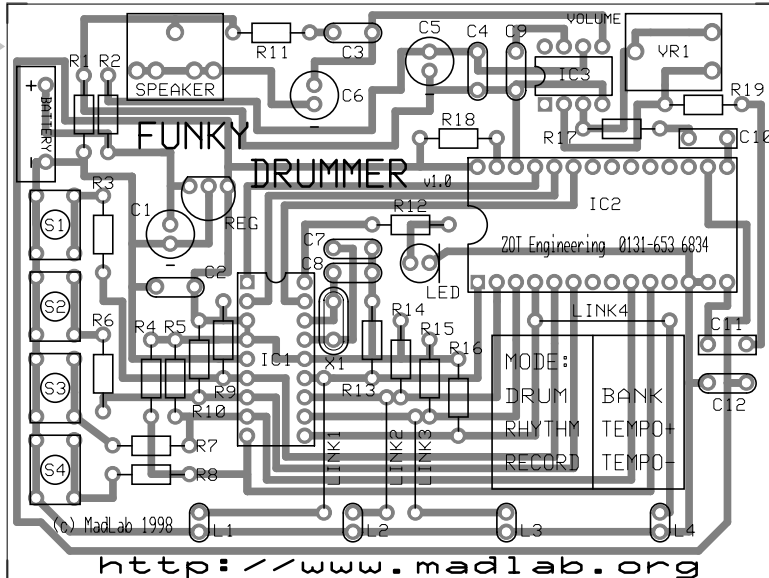 VOLUME
C5
C4
C9
R11
C3
VR1
R1
R2
IC3
SPEAKER
C6
R19
+
BATTERY
-
FUNKY
R18
R17
C10
DRUMMER v1.0
R3
IC2
C1
REG
R12
S1
C7
ZOT Engineering 0131-653 6834
C2
C8
LED
S2
R6
R4
R5
R14
LINK4
R15
C11
IC1
X1
R16
MODE:
S3
R9
R13
DRUM
BANK
C12
R10
RHYTHM
TEMPO+
R7
LINK1
LINK2
LINK3
S4
R8
RECORD
TEMPO-
(c) MadLab 1998
L1
L2
L3
L4
http://www.madlab.org